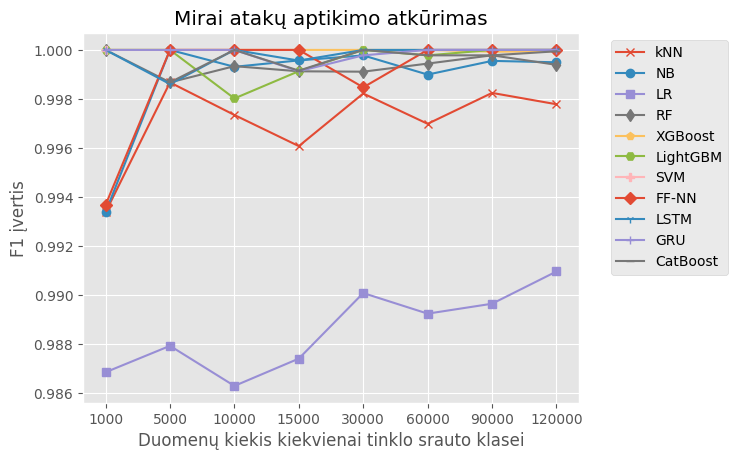 Mirai atakų aptikimo atkūrimas
1.000
0.998
0.996
0.994
0.992
0.990
0.988
0.986
F1 įvertis
1000 5000 10000 15000 30000 60000 90000 120000
Duomenų kiekis kiekvienai tinklo srauto klasei
kNN
NB
LR
RF
XGBoost
LightGBM
SVM
FF-NN
LSTM
GRU
CatBoost